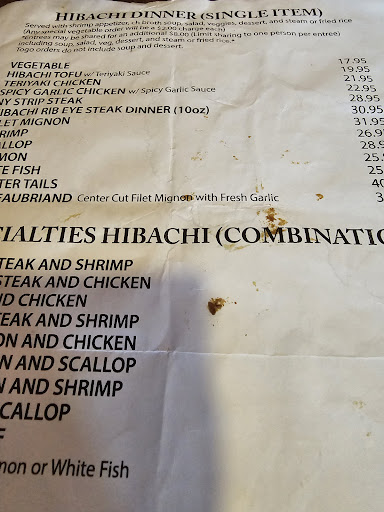 HIBACHI DINNER (SINGLE ITEM)
Served with shrimp appetizer, soup, salad, veggies, dessert, and steam or fried rice
(Any special vegetable order will be a $2.00 charge each)
may be shared for an additional $8.00 (Limit sharing to one person per entree)
including soup, salad, veg, dessert, and steam or fried rice.*
Togo orders do not include soup and dessert.
VEGETABLE 17.95
HIBACHI TOFU w/ Teriyaki Sauce 19.95
TERIYAKI CHICKEN 21.95
SPICY GARLIC CHICKEN w/ Spicy Garlic Sauce 22.95
NY STRIP STEAK 28.95
HIBACHI RIB EYE STEAK DINNER (10oz) 30.95
LET MIGNON 31.95
RIMP 26.9
ALLOP 28.9
MON 25.
TE FISH 25
TER TAILS 40
EAUBRIAND Center Cut Filet Mignon with Fresh Garlic 3
CIALTIES HIBACHI (COMBINATIO
TEAK AND SHRIMP
STEAK AND CHICKEN
ND CHICKEN
TEAK AND SHRIMP
ON AND CHICKEN
N AND SCALLOP
N AND SHRIMP
CALLOP
F
mon or White Fish